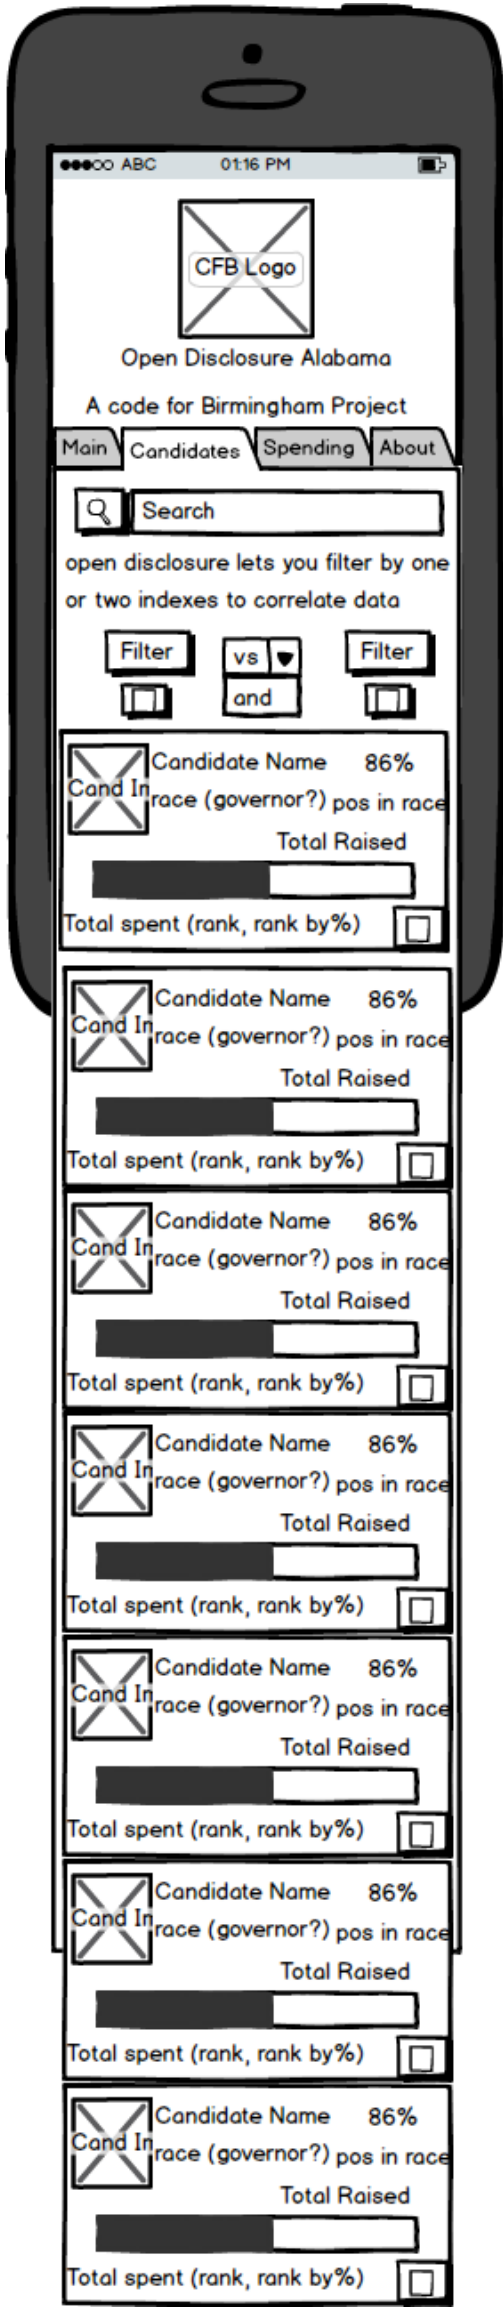 ABC 01:16 PM
CFB Logo
Open Disclosure Alabama
A code for Birmingham Project
Main Candidates Spending About
Search
open disclosure lets you filter by one
or two indexes to correlate data
Filter vs Filter
and
Candidate Name 86%
Cand In race (governor?) pos in race
Total Raised
Total spent (rank, rank by%)
Candidate Name 86%
Cand In race (governor?) pos in race
Total Raised
Total spent (rank, rank by%)
Candidate Name 86%
Cand In race (governor?) pos in race
Total Raised
Total spent (rank, rank by%)
Candidate Name 86%
Cand In race (governor?) pos in race
Total Raised
Total spent (rank, rank by%)
Candidate Name 86%
Cand In race (governor?) pos in race
Total Raised
Total spent (rank, rank by%)
Candidate Name 86%
Cand In race (governor?) pos in race
Total Raised
Total spent (rank, rank by%)
Candidate Name 86%
Cand In race (governor?) pos in race
Total Raised
Total spent (rank, rank by%)